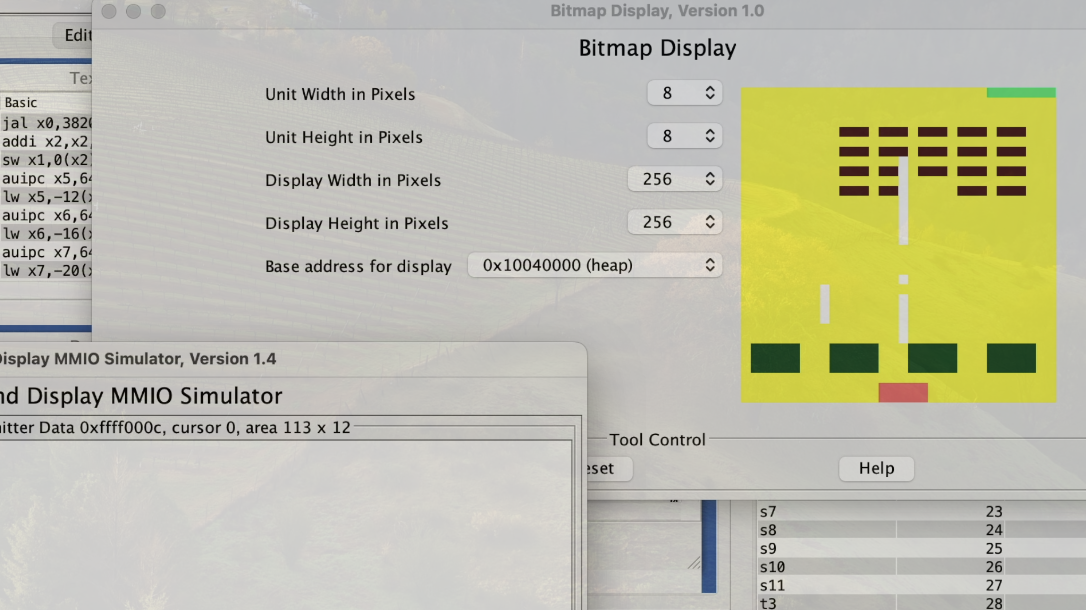 Bitmap Display, Version 1.0
Edit
Bitmap Display
Unit Width in Pixels 8
Unit Height in Pixels 8
Display Width in Pixels 256
Display Height in Pixels 256
Base address for display 0x10040000 (heap)
Basic
jal x0,3820
addi x2,x2,
sw x1,0(x2)
auipc x5,64
lw x5,-12(x
auipc x6,64
lw x6,-16(x
auipc x7,64
lw x7,-20(x
Display MMIO Simulator, Version 1.4
nd Display MMIO Simulator
itter Data 0xffff000c, cursor 0, area 113 x 12
Tool Control
eset
Help
s7 23
s8 24
s9 25
s10 26
s11 27
t3 28